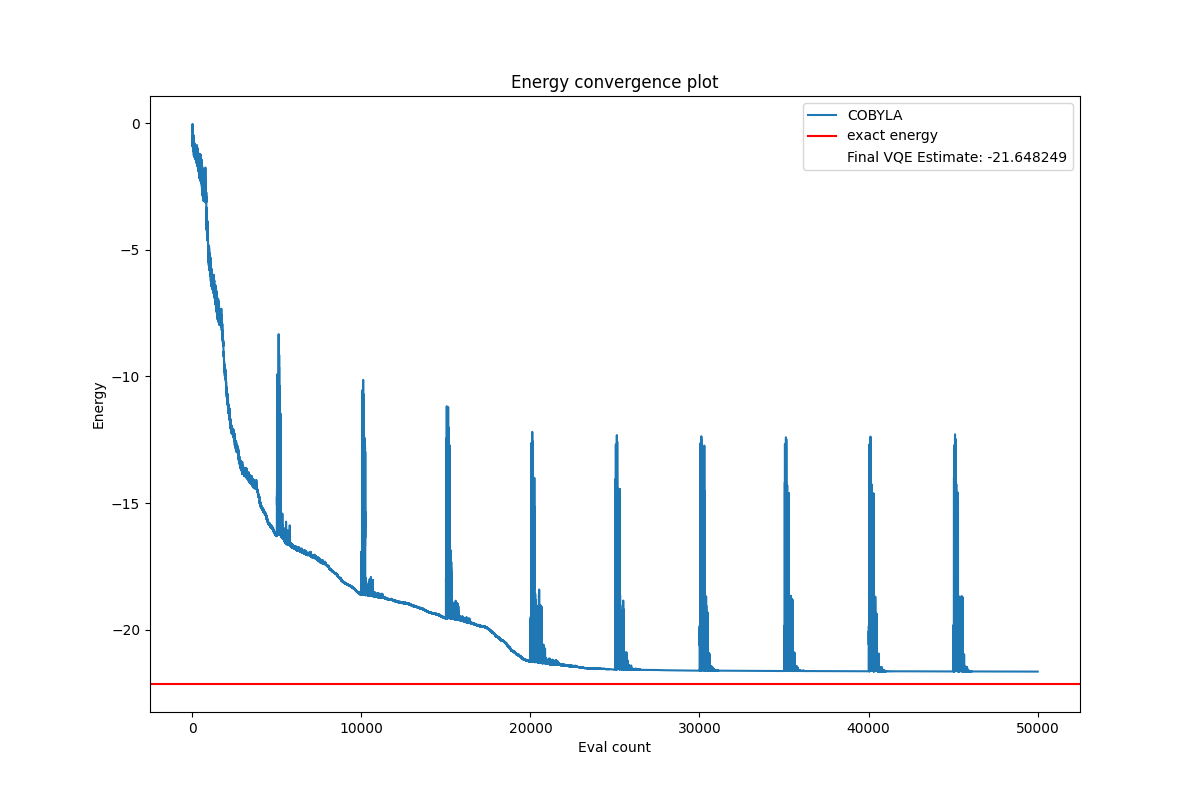 Energy convergence plot
COBYLA
exact energy
Final VQE Estimate: -21.648249
Energy
0
−5
−10
−15
−20
0 10000 20000 30000 40000 50000
Eval count